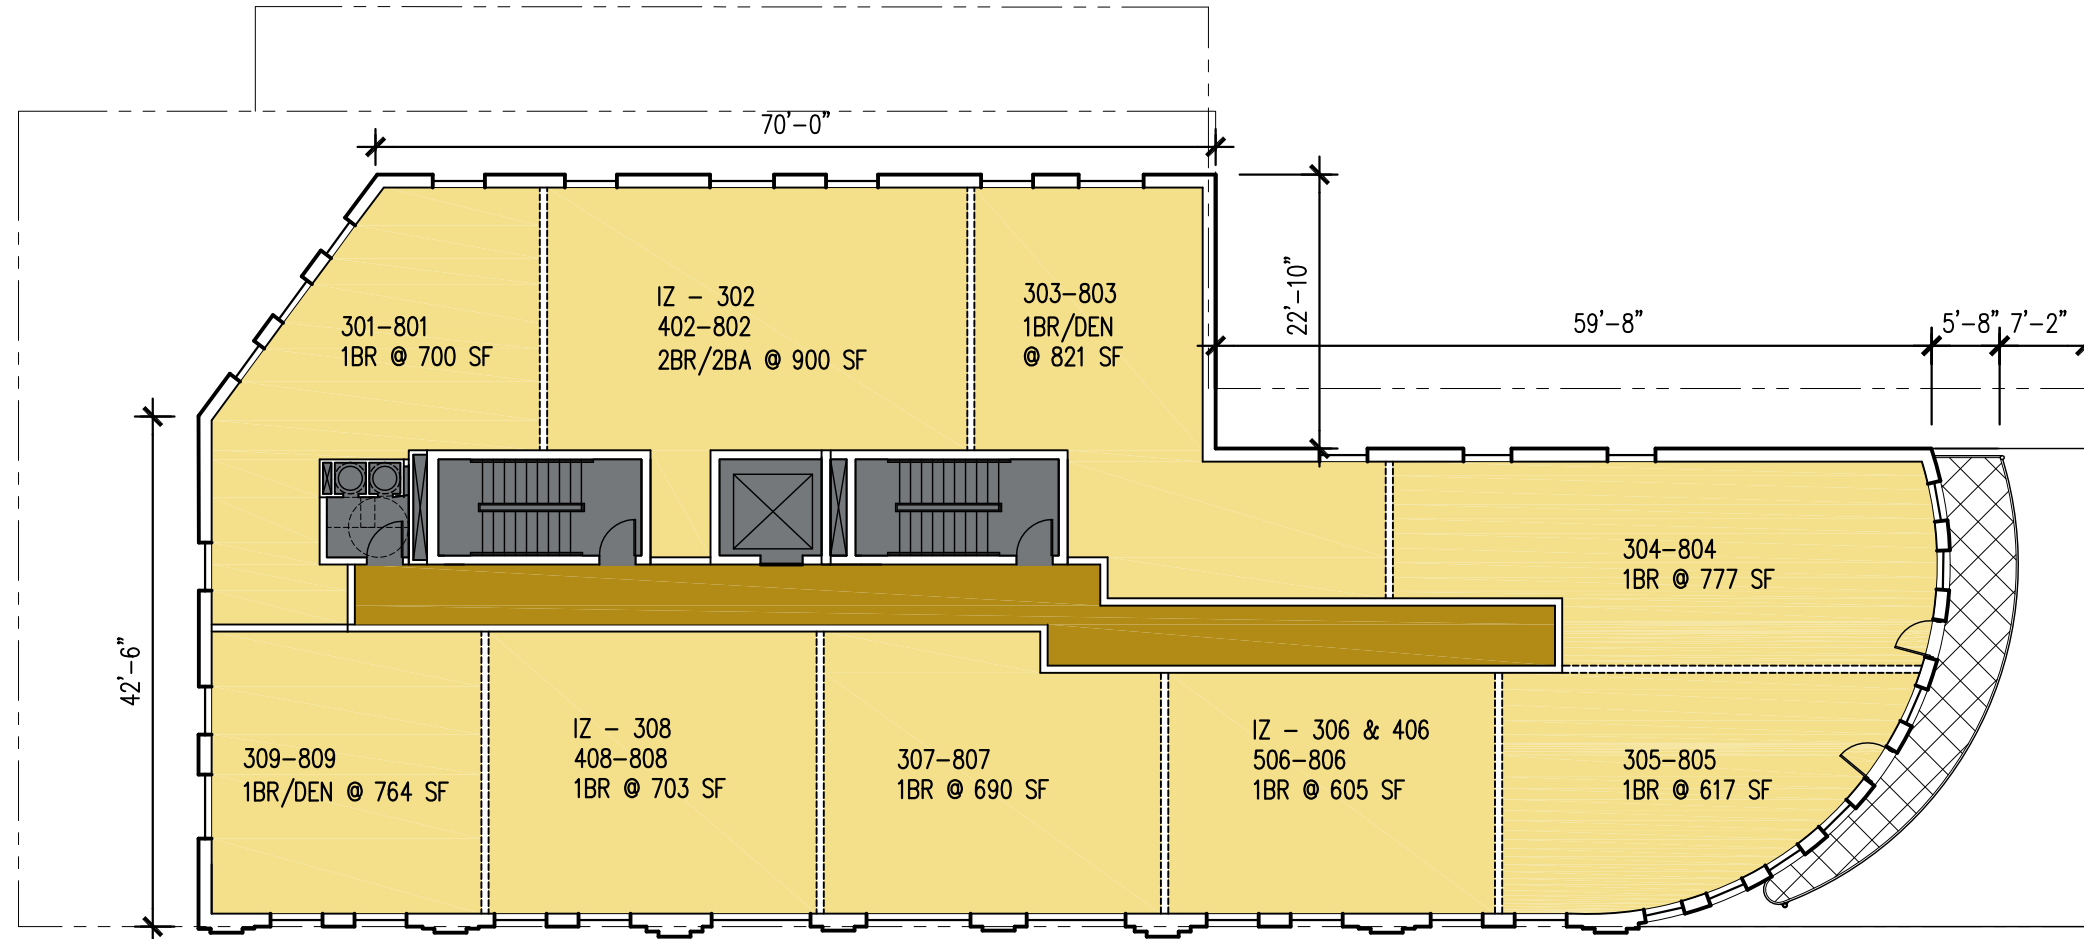 70'-0"
22'-10"
59'-8"
5'-8"
7'-2"
42'-6"
301-801
1BR @ 700 SF
IZ - 302
402-802
2BR/2BA @ 900 SF
303-803
1BR/DEN
@ 821 SF
304-804
1BR @ 777 SF
309-809
1BR/DEN @ 764 SF
IZ - 308
408-808
1BR @ 703 SF
307-807
1BR @ 690 SF
IZ - 306 & 406
506-806
1BR @ 605 SF
305-805
1BR @ 617 SF